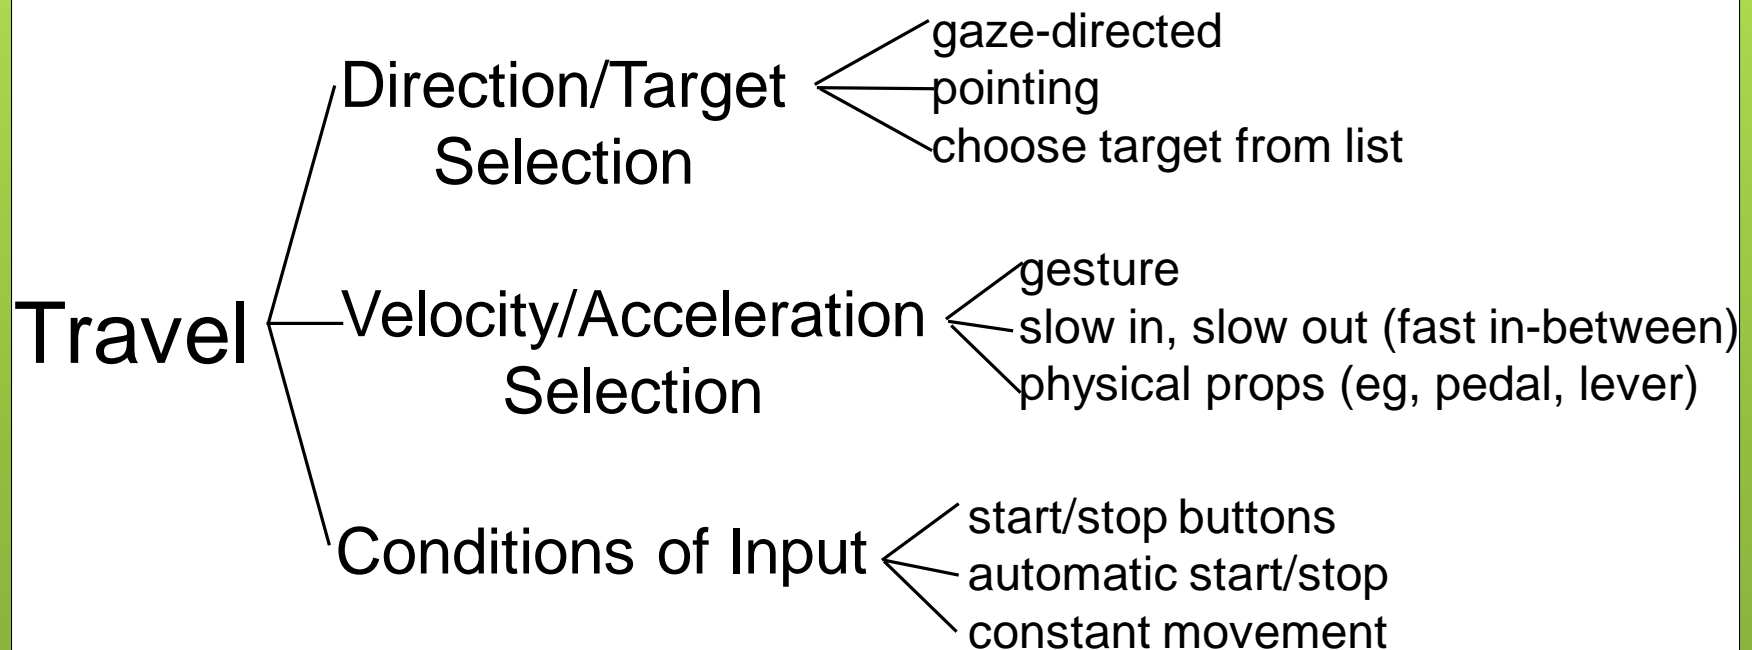 Travel
Direction/Target
Selection
gaze-directed
pointing
choose target from list
Velocity/Acceleration
Selection
gesture
slow in, slow out (fast in-between)
physical props (eg, pedal, lever)
Conditions of Input
start/stop buttons
automatic start/stop
constant movement